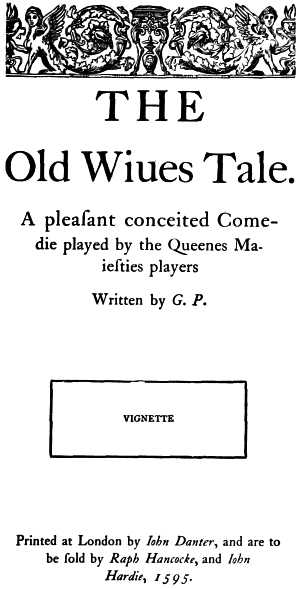 THE
Old Wiues Tale.
A pleaſant conceited Come-
die played by the Queenes Ma-
ieſties players
Written by G. P.
VIGNETTE
Printed at London by Iohn Danter, and are to
be ſold by Raph Hancocke, and Iohn
Hardie, 1595.